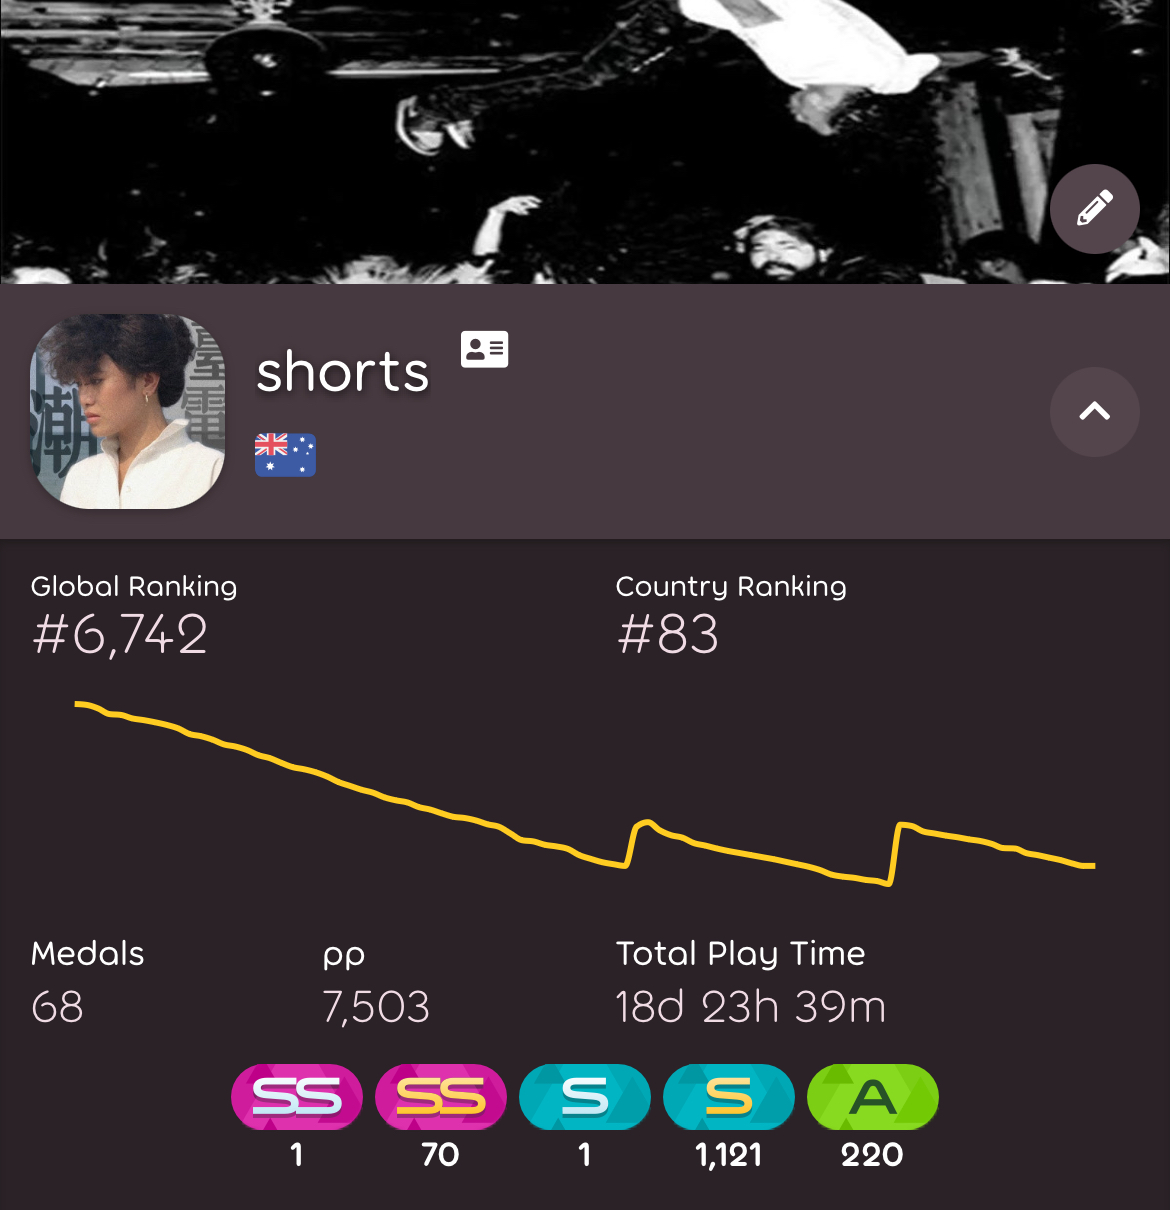 潮
shorts
Global Ranking
#6,742
Country Ranking
#83
Medals
68
pp
7,503
Total Play Time
18d 23h 39m
SS
SS
S
S
A
1
70
1
1,121
220